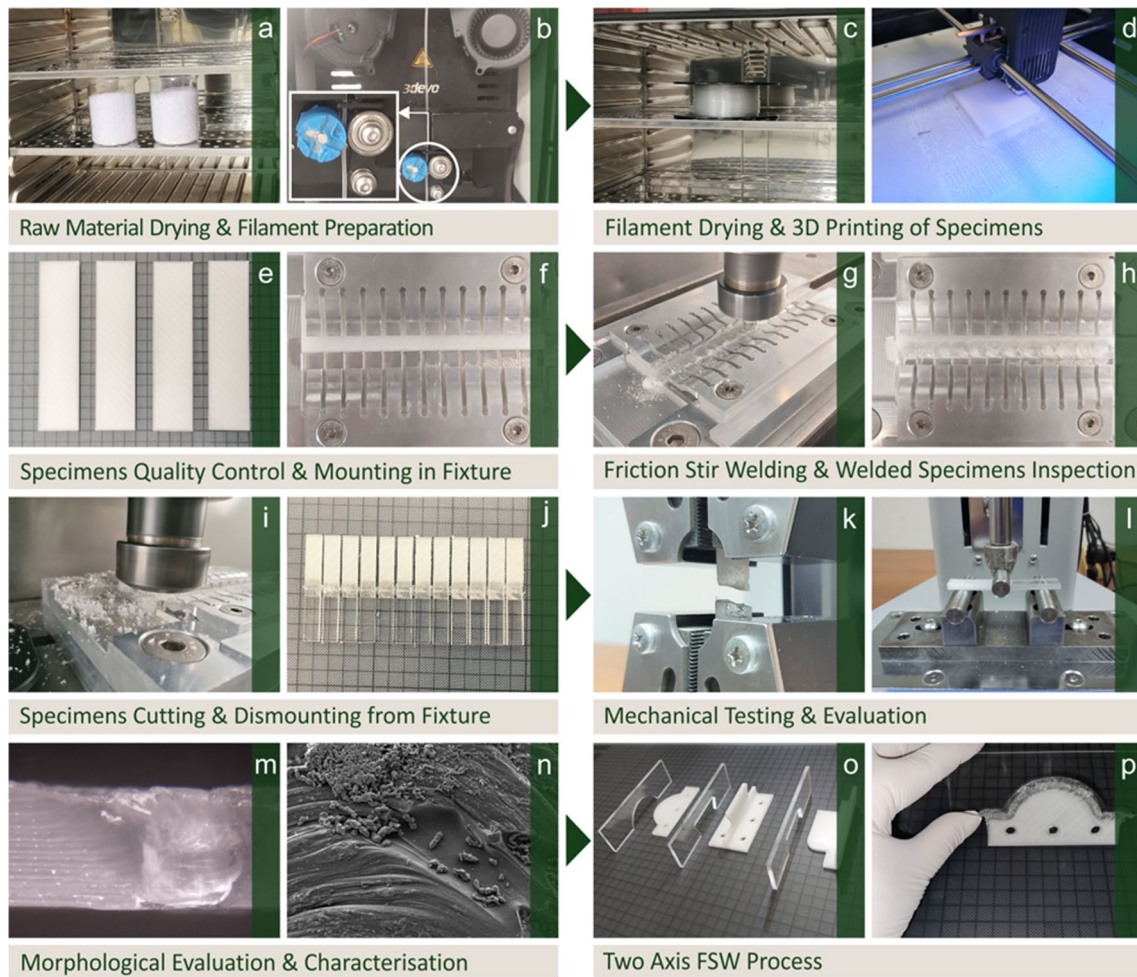 a
b
3devo
c
d
Raw Material Drying & Filament Preparation
Filament Drying & 3D Printing of Specimens
e
f
g
h
Specimens Quality Control & Mounting in Fixture
Friction Stir Welding & Welded Specimens Inspection
i
j
k
l
Specimens Cutting & Dismounting from Fixture
Mechanical Testing & Evaluation
m
n
o
p
Morphological Evaluation & Characterisation
Two Axis FSW Process